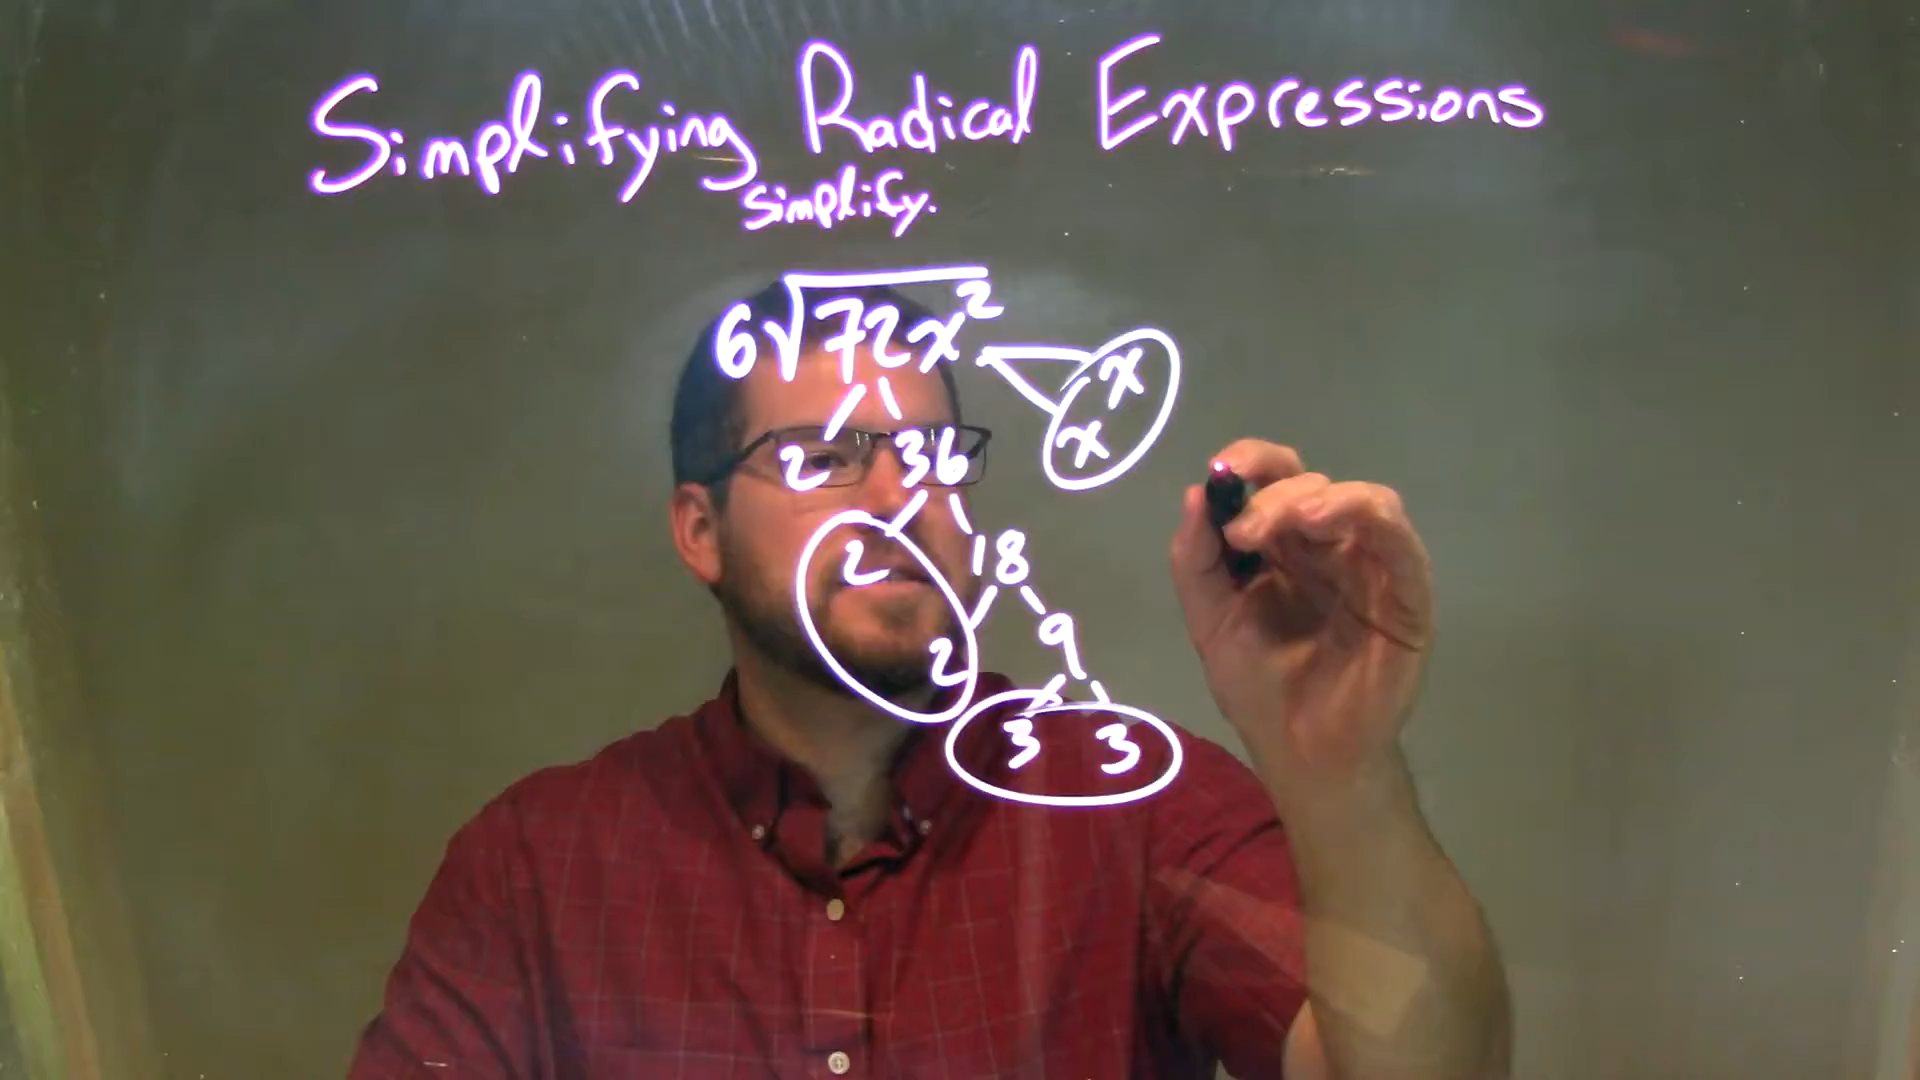 Simplifying Radical Expressions
simplify.
6√72x²
x
x
2 36
2 18
2 9
3 3